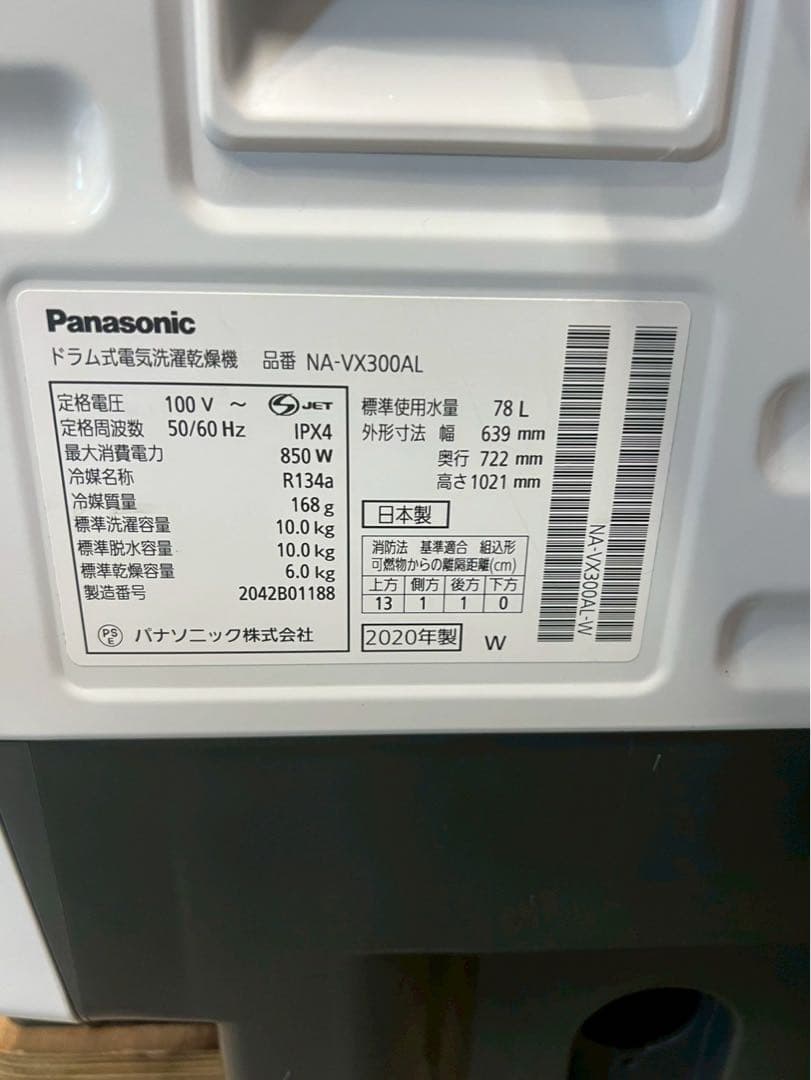 Panasonic
ドラム式電気洗濯乾燥機 品番 NA-VX300AL
定格電圧 100 V ～ S JET
定格周波数 50/60 Hz IPX4
最大消費電力 850 W
冷媒名称 R134a
冷媒質量 168 g
標準洗濯容量 10.0 kg
標準脱水容量 10.0 kg
標準乾燥容量 6.0 kg
製造番号 2042B01188
PSE パナソニック株式会社
標準使用水量 78 L
外形寸法 幅 639 mm
奥行 722 mm
高さ 1021 mm
日本製
消防法 基準適合 組込形
可燃物からの離隔距離(cm)
上方 側方 後方 下方
13 1 1 0
2020年製 W
NA-VX300AL-W